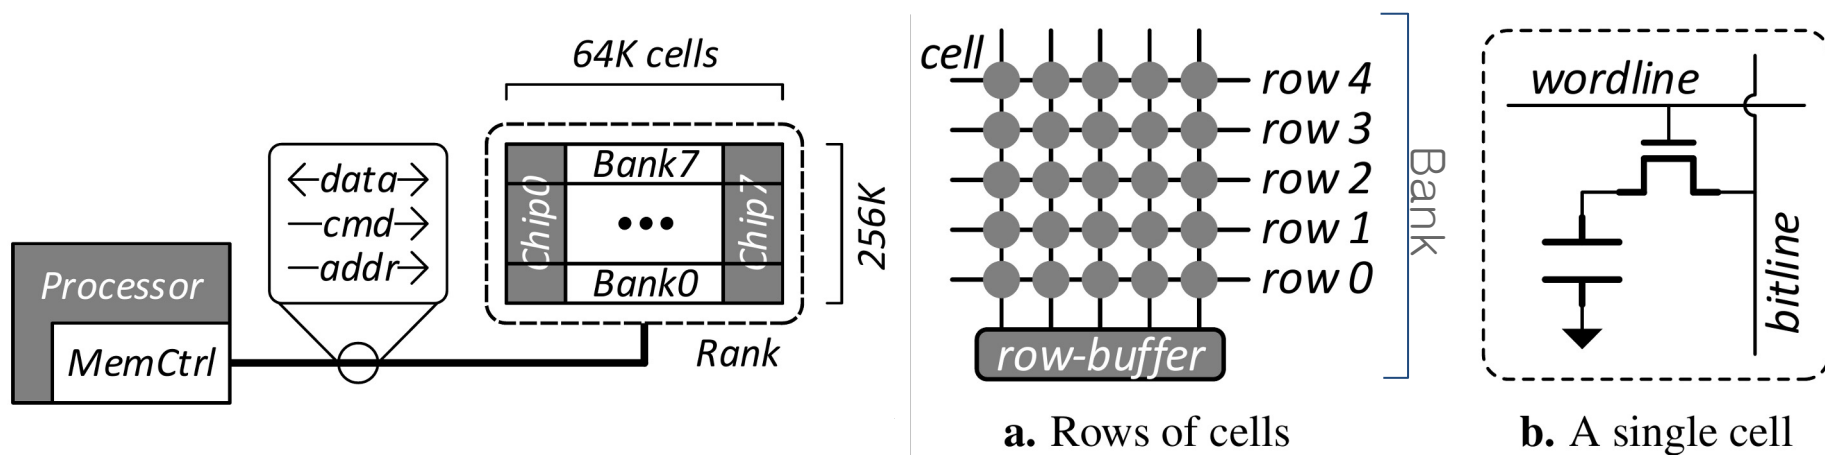 64K cells
←data→
—cmd→
—addr→
Processor
MemCtrl
Chip0
Bank7
•••
Bank0
Chip7
256K
Rank
cell
row 4
row 3
row 2
row 1
row 0
row-buffer
Bank
a. Rows of cells
wordline
bitline
b. A single cell